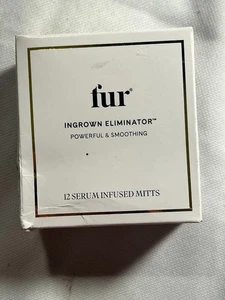 fur®
INGROWN ELIMINATOR™
POWERFUL & SMOOTHING
12 SERUM INFUSED MITTS